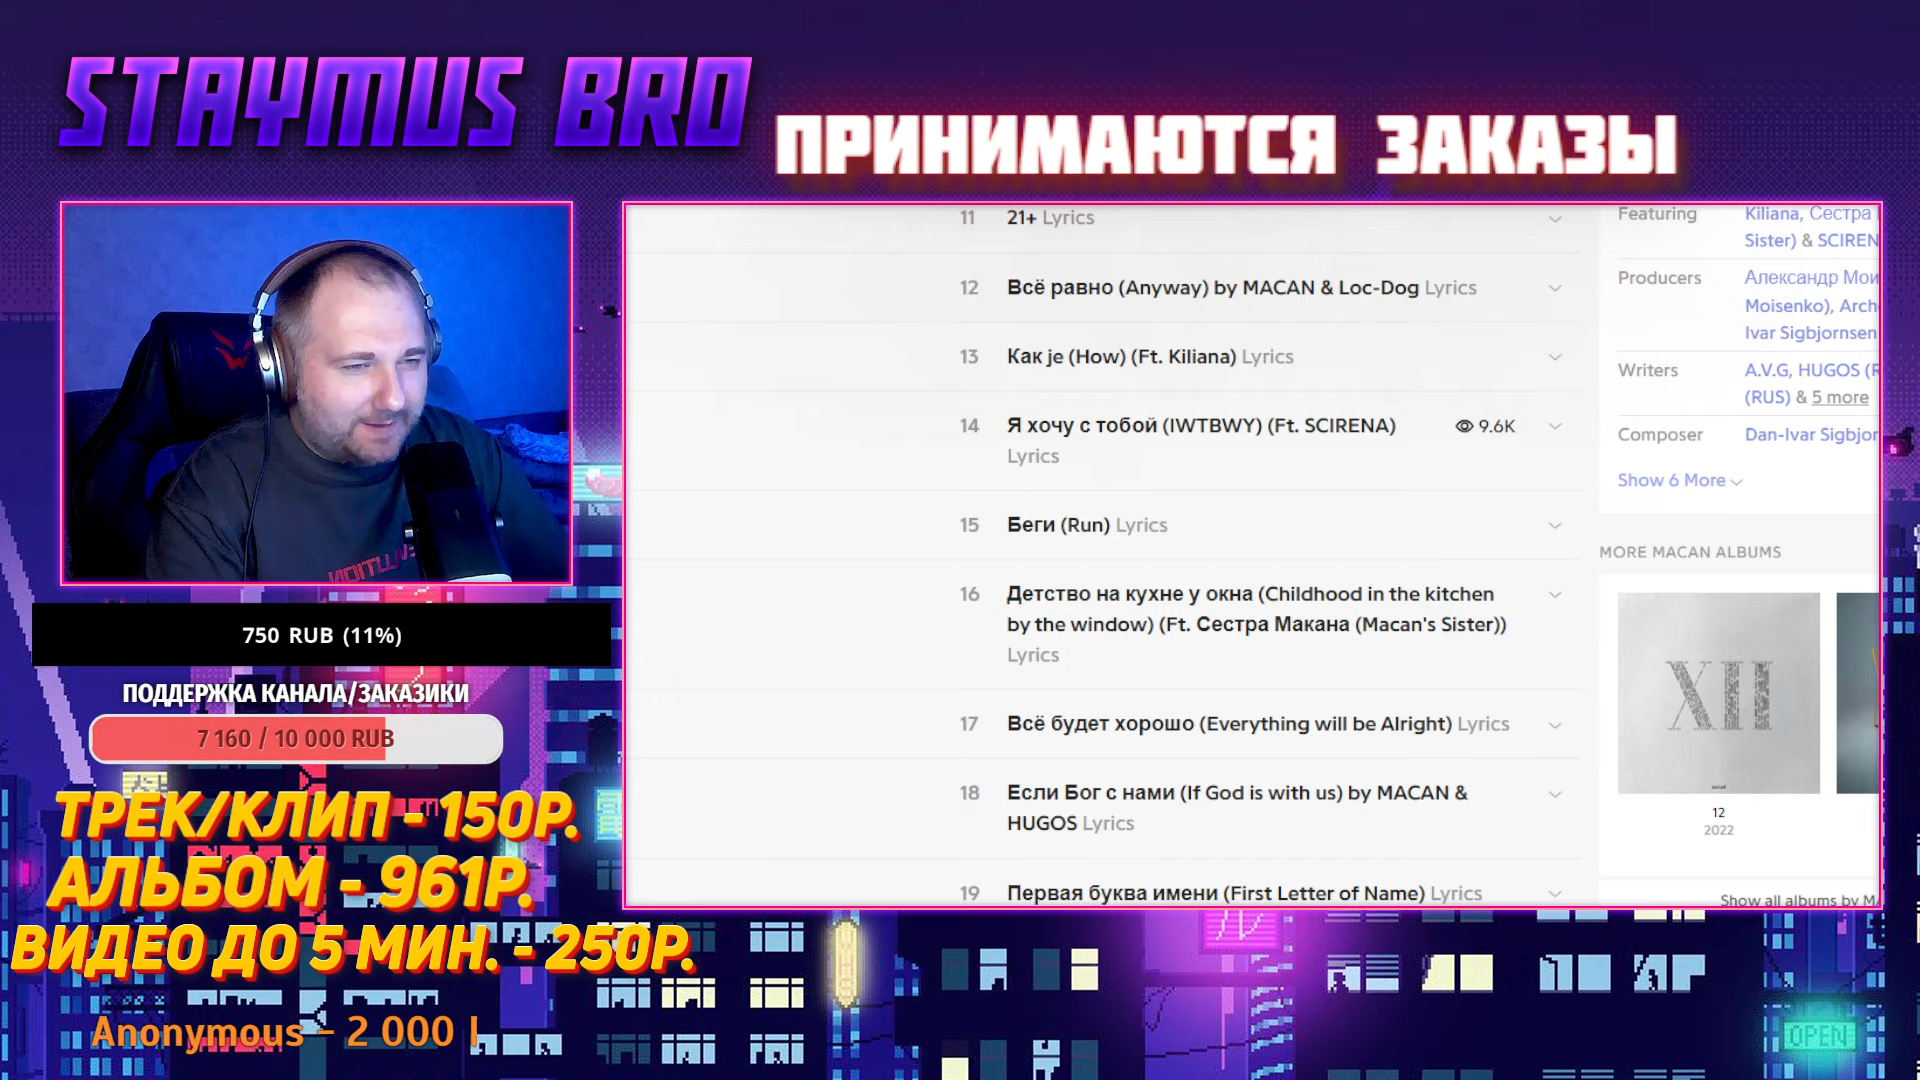 STAYMUS BRO
ПРИНИМАЮТСЯ ЗАКАЗЫ
750 RUB (11%)
ПОДДЕРЖКА КАНАЛА/ЗАКАЗИКИ
7 160 / 10 000 RUB
ТРЕК/КЛИП - 150Р.
АЛЬБОМ - 961Р.
ВИДЕО ДО 5 МИН. - 250Р.
Anonymous – 2 000
11 21+ Lyrics
12 Всё равно (Anyway) by MACAN & Loc-Dog Lyrics
13 Как je (How) (Ft. Kiliana) Lyrics
14 Я хочу с тобой (IWTBWY) (Ft. SCIRENA) 9.6K
Lyrics
15 Беги (Run) Lyrics
16 Детство на кухне у окна (Childhood in the kitchen
by the window) (Ft. Сестра Макана (Macan's Sister))
Lyrics
17 Всё будет хорошо (Everything will be Alright) Lyrics
18 Если Бог с нами (If God is with us) by MACAN &
HUGOS Lyrics
19 Первая буква имени (First Letter of Name) Lyrics
Featuring Kiliana, Сестра
Sister) & SCIREN
Producers Александр Мои
Moisenko), Arch
Ivar Sigbjornsen
Writers A.V.G, HUGOS (R
(RUS) & 5 more
Composer Dan-Ivar Sigbjor
Show 6 More
MORE MACAN ALBUMS
XII
12
2022
Show all albums by MA
OPEN